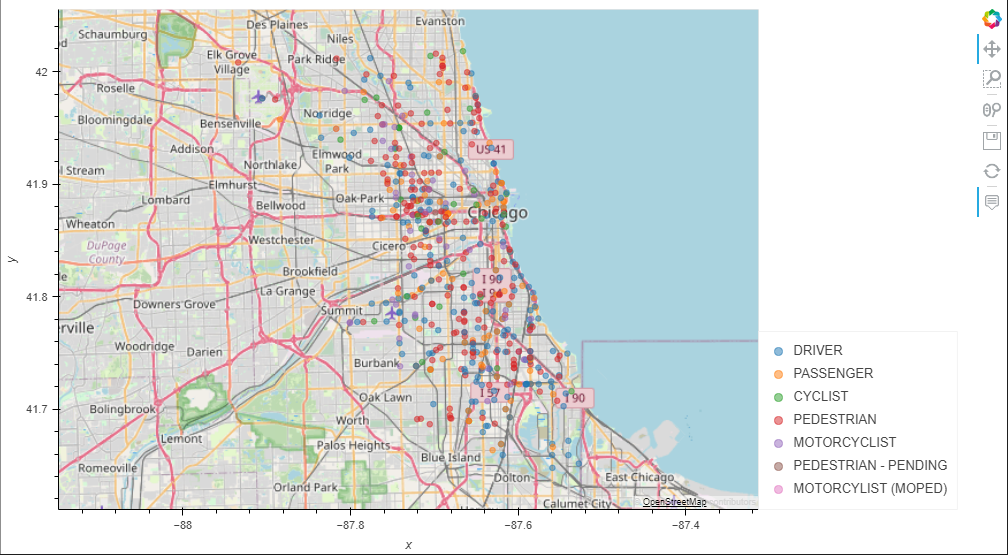 Evanston
Des Plaines
Schaumburg
Niles
Elk Grove
Village
Park Ridge
42
Roselle
Norridge
Bloomingdale
Bensenville
US 41
Addison
Elmwood
Park
Northlake
l Stream
41.9
Elmhurst
Lombard
Oak Park
Bellwood
Chicago
Wheaton
Westchester
Cicero
DuPage
County
y
Brookfield
le
I 90
I 94
La Grange
41.8
Downers Grove
Summit
erville
Woodridge
Darien
Burbank
DRIVER
PASSENGER
I 57
I 90
CYCLIST
Oak Lawn
41.7
Bolingbrook
Worth
PEDESTRIAN
Lemont
Palos Heights
MOTORCYCLIST
Blue Island
Romeoville
PEDESTRIAN - PENDING
Dolton
East Chicago
Orland Park
MOTORCYLIST (MOPED)
Calumet City
OpenStreetMap contributors
−88
−87.8
−87.6
−87.4
x